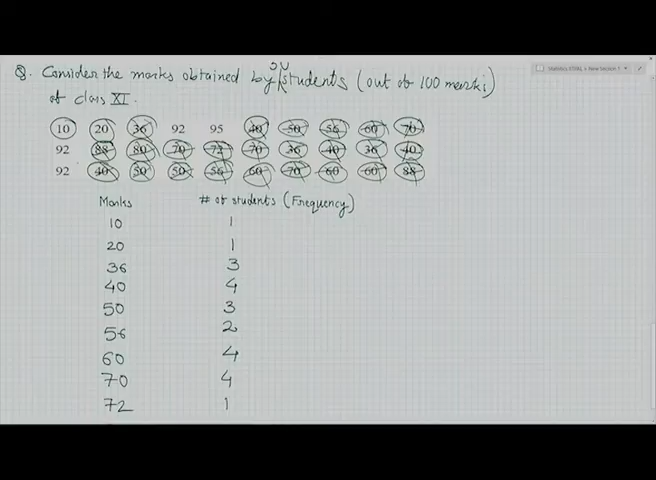 Q. Consider the marks obtained by 30 students (out of 100 marks)
of class XI.
10 20 36 92 95 40 50 56 60 70
92 88 80 70 72 70 36 40 36 40
92 40 50 50 56 60 70 60 60 88
Marks # of students (Frequency)
10 1
20 1
36 3
40 4
50 3
56 2
60 4
70 4
72 1